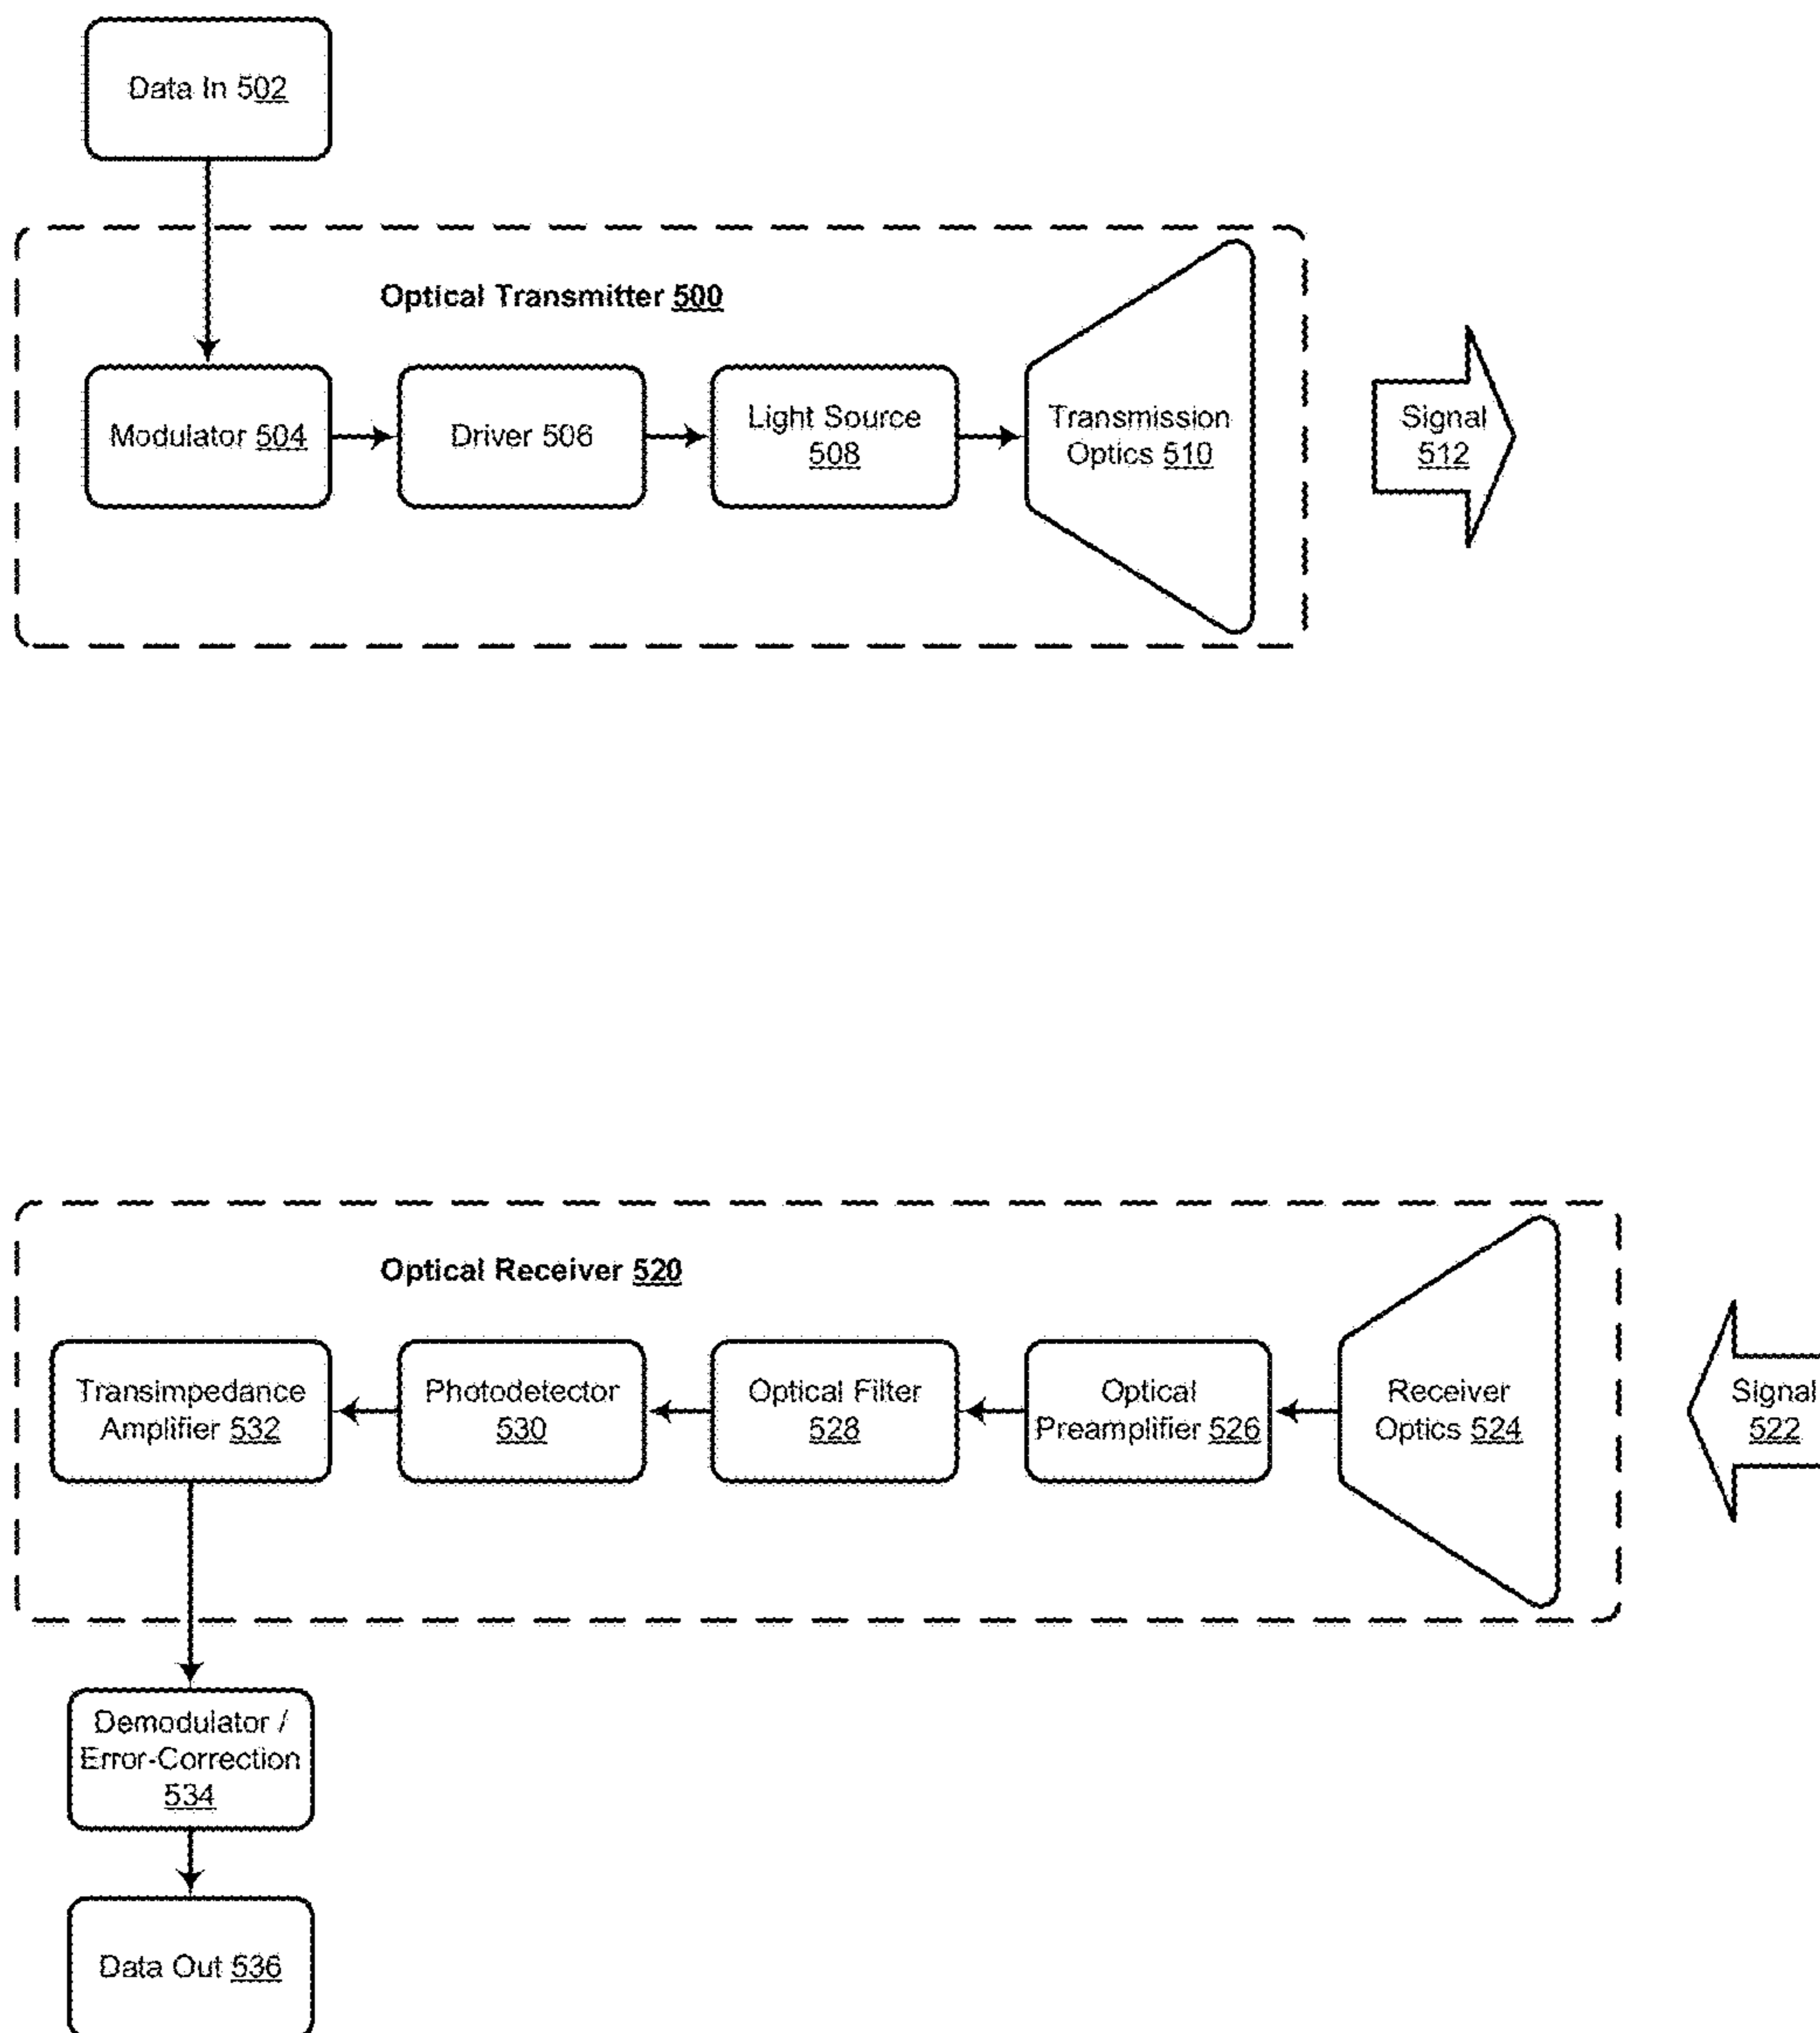 Data In 502
Optical Transmitter 500
Modulator 504
Driver 506
Light Source
508
Transmission
Optics 510
Signal
512
Optical Receiver 520
Transimpedance
Amplifier 532
Photodetector
530
Optical Filter
528
Optical
Preamplifier 526
Receiver
Optics 524
Signal
522
Demodulator /
Error-Correction
534
Data Out 536